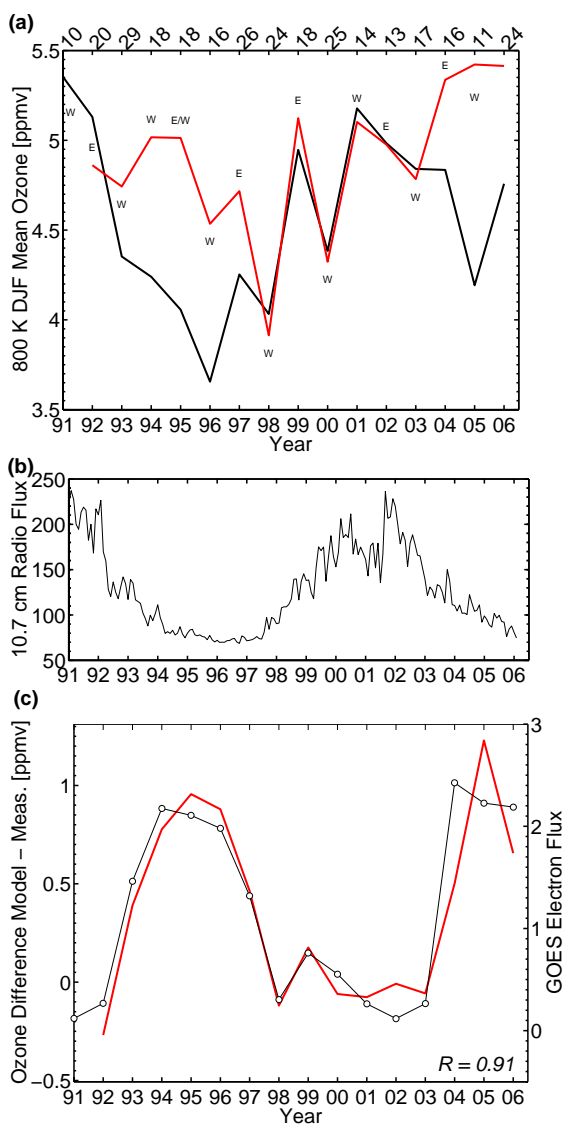 (a)
10 20 29 18 18 16 26 24 18 25 14 13 17 16 11 24
5.5
5
4.5
4
3.5
800 K DJF Mean Ozone [ppmv]
W E W W E/W W E W E W W E W E W
91 92 93 94 95 96 97 98 99 00 01 02 03 04 05 06
Year
(b)
250
200
150
100
50
10.7 cm Radio Flux
91 92 93 94 95 96 97 98 99 00 01 02 03 04 05 06
(c)
1
0.5
0
−0.5
Ozone Difference Model − Meas. [ppmv]
3
2
1
0
GOES Electron Flux
R = 0.91
91 92 93 94 95 96 97 98 99 00 01 02 03 04 05 06
Year